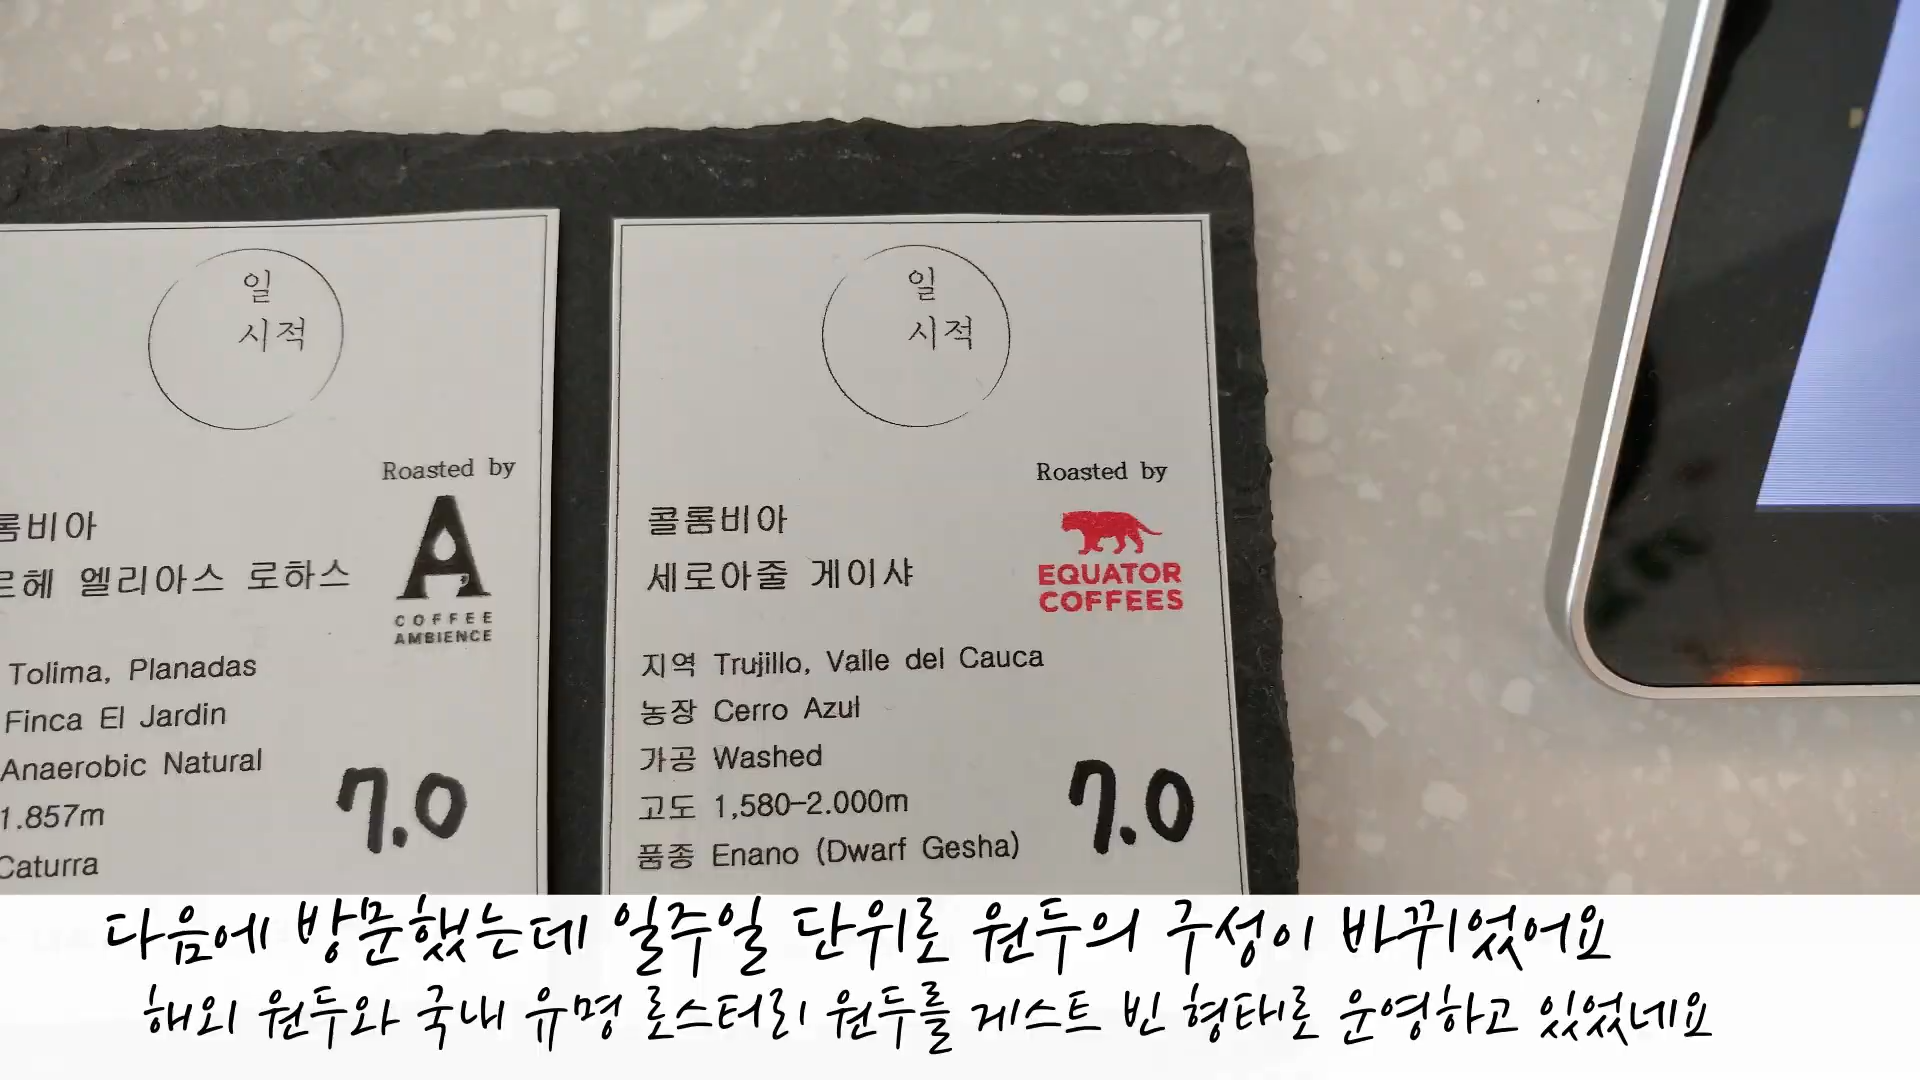 일
시적
Roasted by
롬비아
르헤 엘리아스 로하스
A
COFFEE
AMBIENCE
Tolima, Planadas
Finca El Jardin
Anaerobic Natural
1.857m
Caturra
7.0
일
시적
Roasted by
콜롬비아
세로아줄 게이샤
EQUATOR
COFFEES
지역 Trujillo, Valle del Cauca
농장 Cerro Azul
가공 Washed
고도 1,580-2.000m
품종 Enano (Dwarf Gesha)
7.0
다음에 방문했는데 일주일 단위로 원두의 구성이 바뀌었어요
해외 원두와 국내 유명 로스터리 원두를 게스트 빈 형태로 운영하고 있었네요